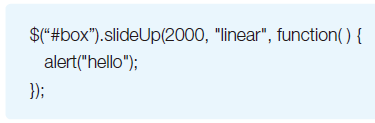 $(“#box”).slideUp(2000, "linear", function( ) {
alert("hello");
});